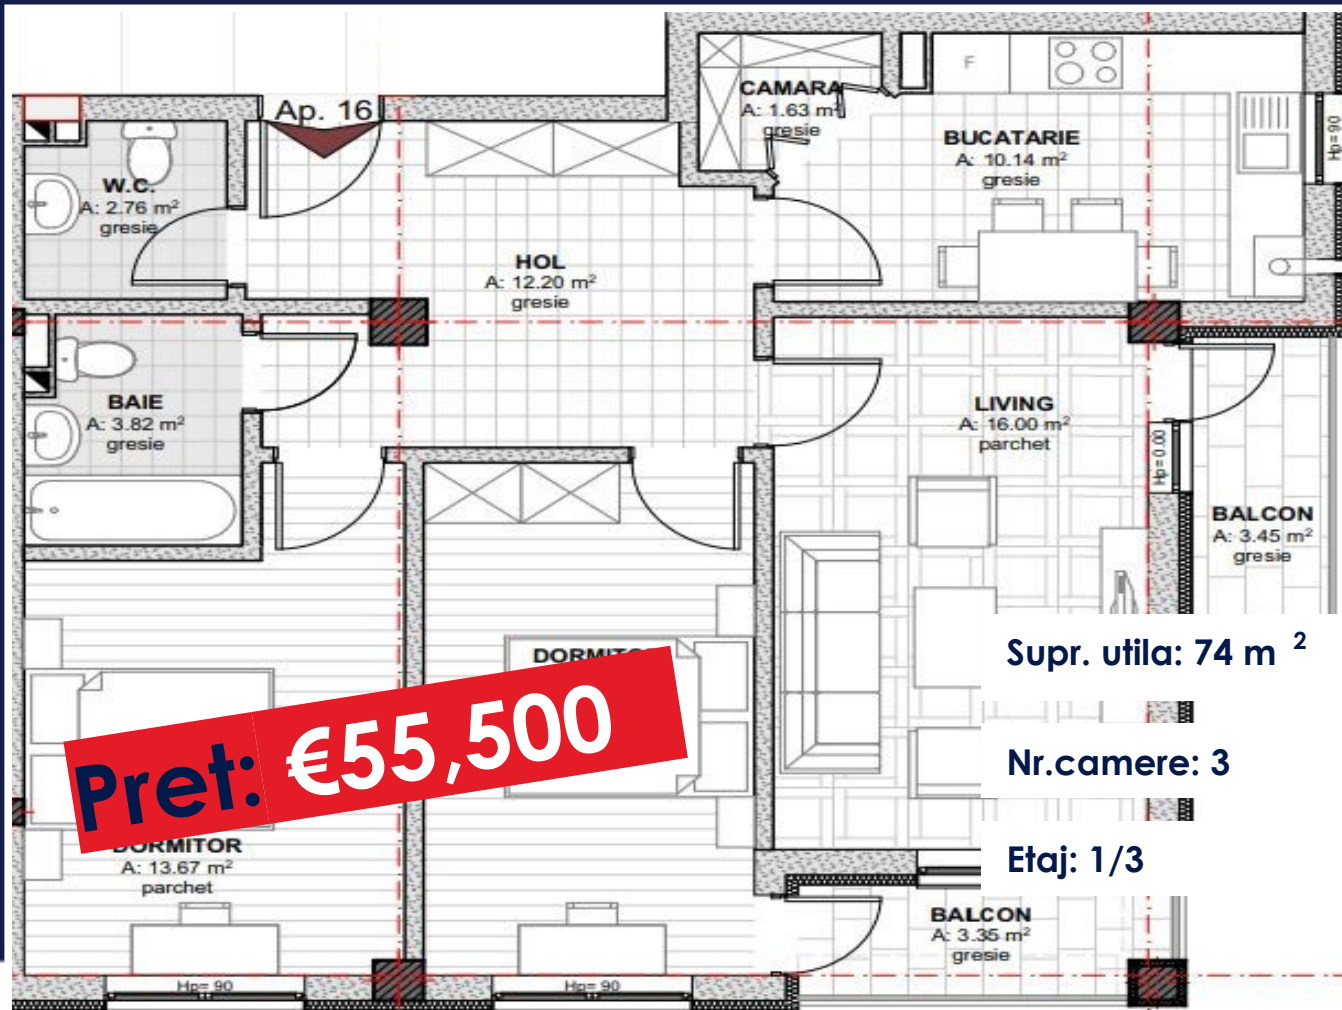 Ap. 16
CAMARA
A: 1.63 m²
gresie
F
BUCATARIE
A: 10.14 m²
gresie
Hp= 90
W.C.
A: 2.76 m²
gresie
HOL
A: 12.20 m²
gresie
BAIE
A: 3.82 m²
gresie
LIVING
A: 16.00 m²
parchet
Hp= 0.00
BALCON
A: 3.45 m²
gresie
Supr. utila: 74 m ²
Nr.camere: 3
Etaj: 1/3
Pret: €55,500
DORMITOR
A: 13.67 m²
parchet
BALCON
A: 3.35 m²
gresie
Hp= 90
Hp= 90